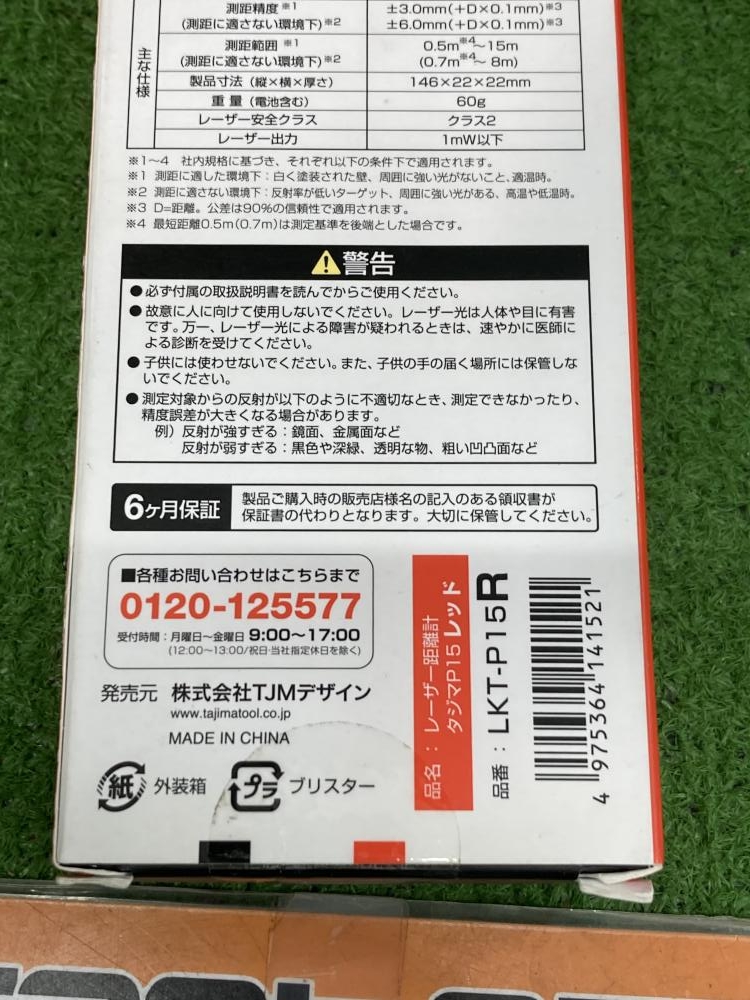 主な仕様
測距精度※1 ±3.0mm(+D×0.1mm)※3
(測距に適さない環境下)※2 ±6.0mm(+D×0.1mm)※3
測距範囲※1 0.5m※4～15m
(測距に適さない環境下)※2 (0.7m※4～ 8m)
製品寸法(縦×横×厚さ) 146×22×22mm
重量(電池含む) 60g
レーザー安全クラス クラス2
レーザー出力 1mW以下
※1～4 社内規格に基づき、それぞれ以下の条件下で適用されます。
※1 測距に適した環境下:白く塗装された壁、周囲に強い光がないこと、適温時。
※2 測距に適さない環境下:反射率が低いターゲット、周囲に強い光がある、高温や低温時。
※3 D=距離。公差は90%の信頼性で適用されます。
※4 最短距離0.5m(0.7m)は測定基準を後端とした場合です。
警告
●必ず付属の取扱説明書を読んでからご使用ください。
●故意に人に向けて使用しないでください。レーザー光は人体や目に有害
です。万一、レーザー光による障害が疑われるときは、速やかに医師に
よる診断を受けてください。
●子供には使わせないでください。また、子供の手の届く場所には保管しな
いでください。
●測定対象からの反射が以下のように不適切なとき、測定できなかったり、
精度誤差が大きくなる場合があります。
例)反射が強すぎる:鏡面、金属面など
反射が弱すぎる:黒色や深緑、透明な物、粗い凹凸面など
6ヶ月保証
製品ご購入時の販売店様名の記入のある領収書が
保証書の代わりとなります。大切に保管してください。
■各種お問い合わせはこちらまで
0120-125577
受付時間:月曜日～金曜日 9:00～17:00
(12:00～13:00/祝日・当社指定休日を除く)
発売元 株式会社TJMデザイン
www.tajimatool.co.jp
MADE IN CHINA
紙 外装箱
プラ ブリスター
品名:レーザー距離計
タジマP15レッド
品番:LKT-P15R
4 975364 141521